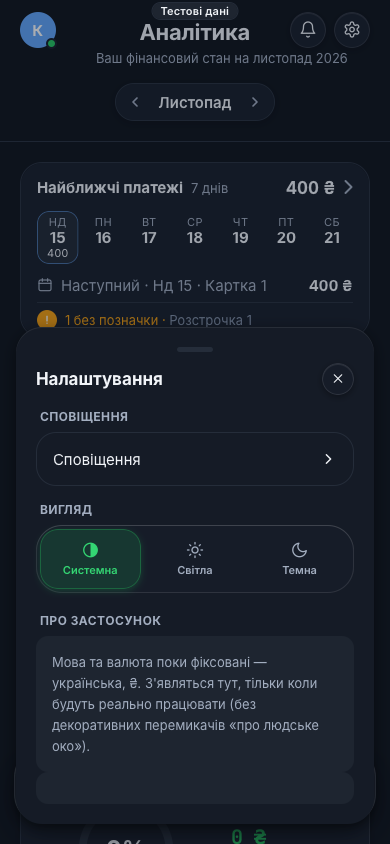 Тестові дані
К
Аналітика
Ваш фінансовий стан на листопад 2026
Листопад
Найближчі платежі 7 днів 400 ₴
НД ПН ВТ СР ЧТ ПТ СБ
15 16 17 18 19 20 21
400
Наступний · Нд 15 · Картка 1 400 ₴
! 1 без позначки · Розстрочка 1
Налаштування
СПОВІЩЕННЯ
Сповіщення
ВИГЛЯД
Системна Світла Темна
ПРО ЗАСТОСУНОК
Мова та валюта поки фіксовані —
українська, ₴. З'являться тут, тільки коли
будуть реально працювати (без
декоративних перемикачів «про людське
око»).
0 ₴